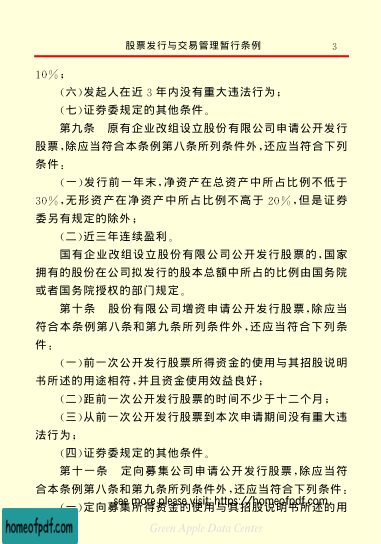 股票发行与交易管理暂行条例 3
10％；
（六）发起人在近 3 年内没有重大违法行为；
（七）证券委规定的其他条件。
第九条　原有企业改组设立股份有限公司申请公开发行
股票，除应当符合本条例第八条所列条件外，还应当符合下列
条件：
（一）发行前一年末，净资产在总资产中所占比例不低于
30％，无形资产在净资产中所占比例不高于 20％，但是证券
委另有规定的除外；
（二）近三年连续盈利。
国有企业改组设立股份有限公司公开发行股票的，国家
拥有的股份在公司拟发行的股本总额中所占的比例由国务院
或者国务院授权的部门规定。
第十条　股份有限公司增资申请公开发行股票，除应当
符合本条例第八条和第九条所列条件外，还应当符合下列条
件：
（一）前一次公开发行股票所得资金的使用与其招股说明
书所述的用途相符，并且资金使用效益良好；
（二）距前一次公开发行股票的时间不少于十二个月；
（三）从前一次公开发行股票到本次申请期间没有重大违
法行为；
（四）证券委规定的其他条件。
第十一条　定向募集公司申请公开发行股票，除应当符
合本条例第八条和第九条所列条件外，还应当符合下列条件：
see more please visit: https://homeofpdf.com
（一）定向募集所得资金的使用与其招股说明书所述的用
homeofpdf.com
Green Apple Data Center